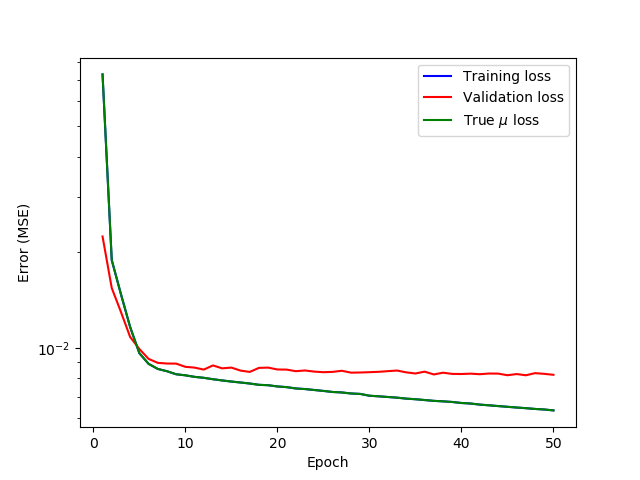 Training loss
Validation loss
True μ loss
Error (MSE)
10⁻²
0 10 20 30 40 50
Epoch